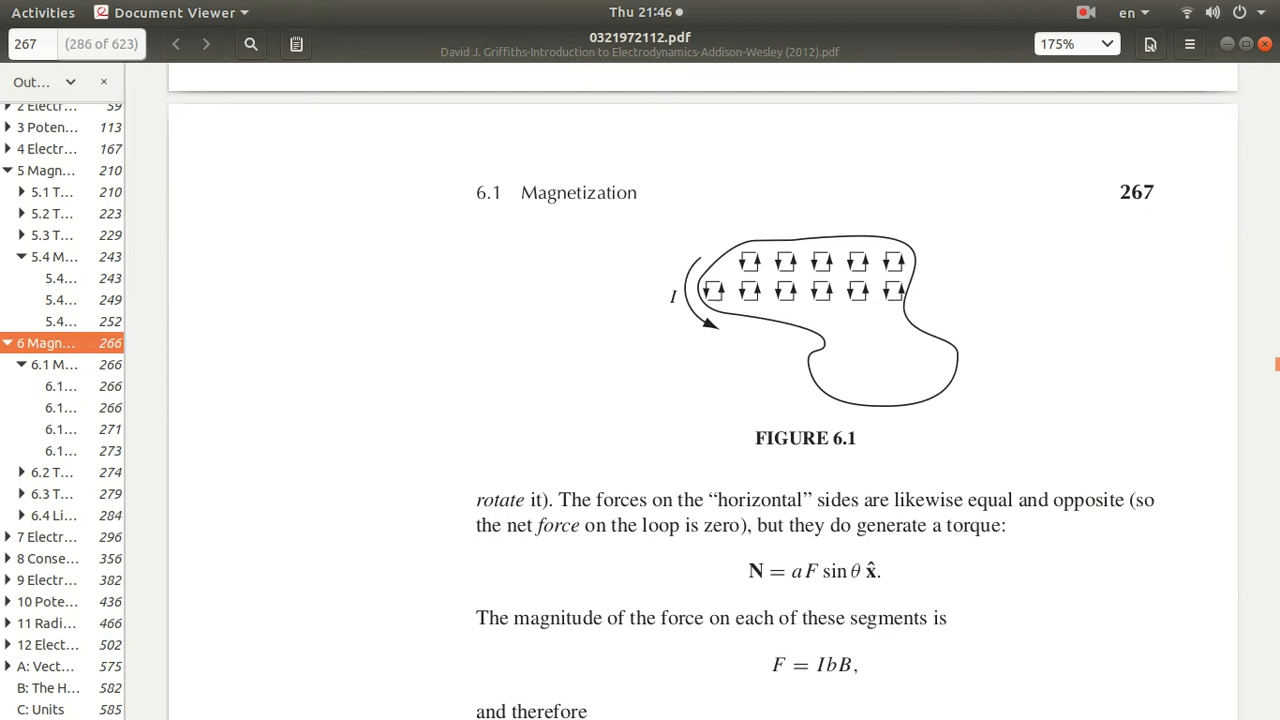 Activities
Document Viewer
Thu 21:46
en
267
(286 of 623)
0321972112.pdf
David J. Griffiths-Introduction to Electrodynamics-Addison-Wesley (2012).pdf
175%
Out...
2 Electr... 59
3 Poten... 113
4 Electr... 167
5 Magn... 210
5.1 T... 210
5.2 T... 223
5.3 T... 229
5.4 M... 243
5.4... 243
5.4... 249
5.4... 252
6 Magn... 266
6.1 M... 266
6.1... 266
6.1... 266
6.1... 271
6.1... 273
6.2 T... 274
6.3 T... 279
6.4 Li... 284
7 Electr... 296
8 Conse... 356
9 Electr... 382
10 Pote... 436
11 Radi... 466
12 Elect... 502
A: Vect... 575
B: The H... 582
C: Units 585
6.1 Magnetization 267
I
FIGURE 6.1
rotate it). The forces on the “horizontal” sides are likewise equal and opposite (so
the net force on the loop is zero), but they do generate a torque:
N = aF sin θ x̂.
The magnitude of the force on each of these segments is
F = IbB,
and therefore